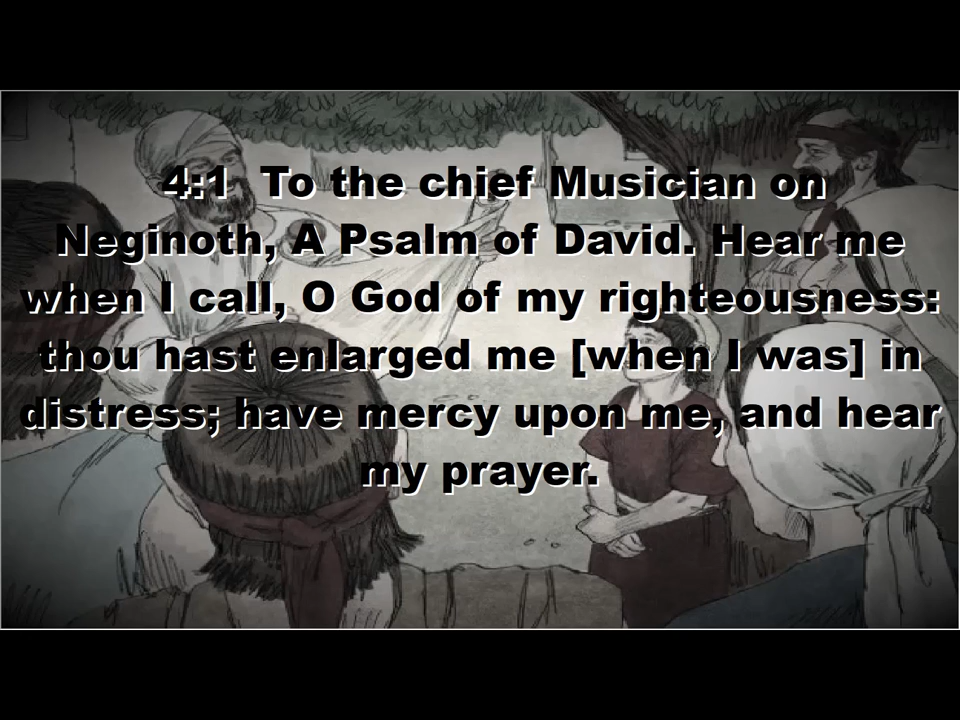 4:1 To the chief Musician on
Neginoth, A Psalm of David. Hear me
when I call, O God of my righteousness:
thou hast enlarged me [when I was] in
distress; have mercy upon me, and hear
my prayer.